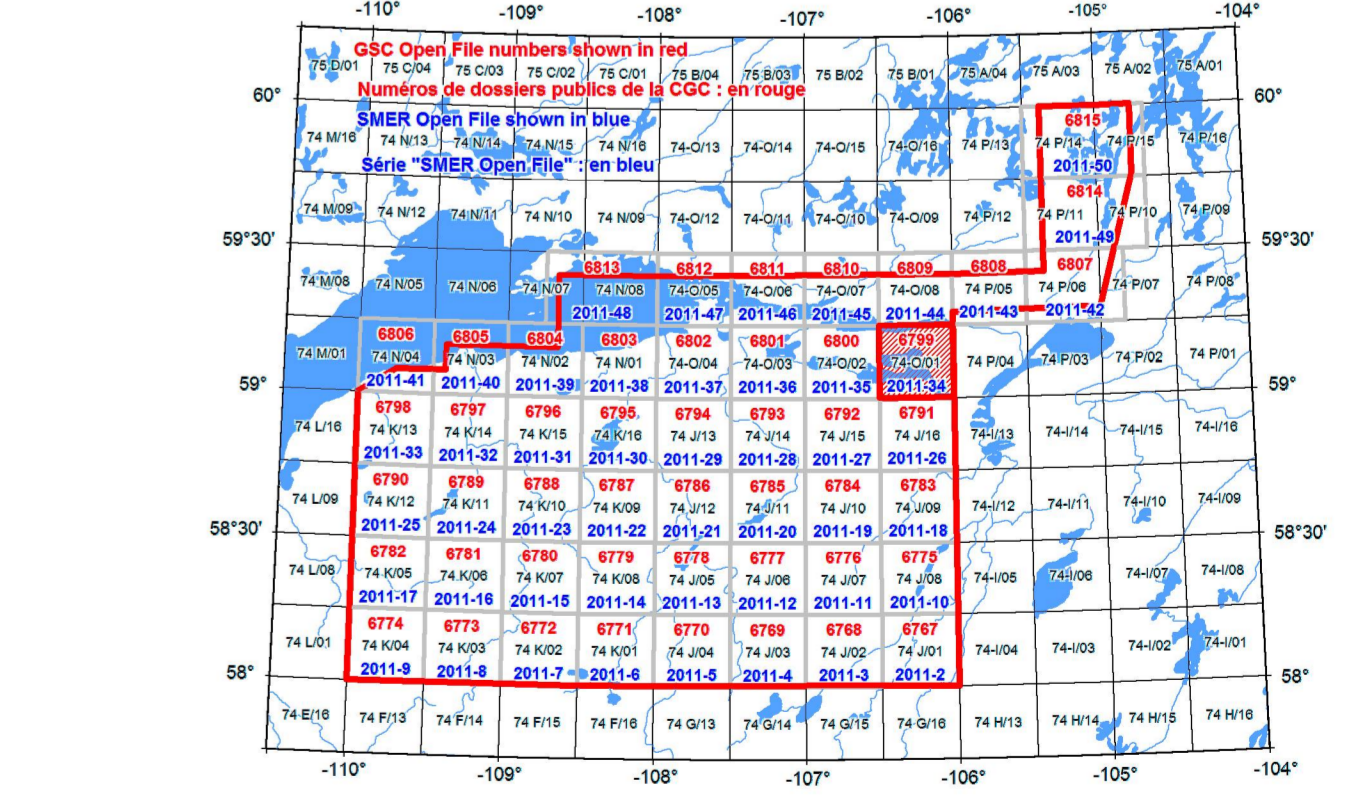 -110° -109° -108° -107° -106° -105° -104°
GSC Open File numbers shown in red
75 D/01 75 C/04 75 C/03 75 C/02 75 C/01 75 B/04 75 B/03 75 B/02 75 B/01 75 A/04 75 A/03 75 A/02 75 A/01
Numéros de dossiers publics de la CGC : en rouge
60° 60°
SMER Open File shown in blue
6815
74 M/16 74 N/13 74 N/14 74 N/15 74 N/16 74-O/13 74-O/14 74-O/15 74-O/16 74 P/13 74 P/14 74 P/15 74 P/16
Série "SMER Open File" : en bleu
2011-50
6814
74 M/09 74 N/12 74 N/11 74 N/10 74 N/09 74-O/12 74-O/11 74-O/10 74-O/09 74 P/12 74 P/11 74 P/10 74 P/09
2011-49
59°30' 59°30'
6813 6812 6811 6810 6809 6808 6807
74 M/08 74 N/05 74 N/06 74 N/07 74 N/08 74-O/05 74-O/06 74-O/07 74-O/08 74 P/05 74 P/06 74 P/07 74 P/08
2011-48 2011-47 2011-46 2011-45 2011-44 2011-43 2011-42
6806 6805 6804 6803 6802 6801 6800 6799
74 M/01 74 N/04 74 N/03 74 N/02 74 N/01 74-O/04 74-O/03 74-O/02 74-O/01 74 P/04 74 P/03 74 P/02 74 P/01
2011-41 2011-40 2011-39 2011-38 2011-37 2011-36 2011-35 2011-34
59° 59°
6798 6797 6796 6795 6794 6793 6792 6791
74 L/16 74 K/13 74 K/14 74 K/15 74 K/16 74 J/13 74 J/14 74 J/15 74 J/16 74-I/13 74-I/14 74-I/15 74-I/16
2011-33 2011-32 2011-31 2011-30 2011-29 2011-28 2011-27 2011-26
6790 6789 6788 6787 6786 6785 6784 6783
74 L/09 74 K/12 74 K/11 74 K/10 74 K/09 74 J/12 74 J/11 74 J/10 74 J/09 74-I/12 74-I/11 74-I/10 74-I/09
2011-25 2011-24 2011-23 2011-22 2011-21 2011-20 2011-19 2011-18
58°30' 58°30'
6782 6781 6780 6779 6778 6777 6776 6775
74 L/08 74 K/05 74 K/06 74 K/07 74 K/08 74 J/05 74 J/06 74 J/07 74 J/08 74-I/05 74-I/06 74-I/07 74-I/08
2011-17 2011-16 2011-15 2011-14 2011-13 2011-12 2011-11 2011-10
6774 6773 6772 6771 6770 6769 6768 6767
74 L/01 74 K/04 74 K/03 74 K/02 74 K/01 74 J/04 74 J/03 74 J/02 74 J/01 74-I/04 74-I/03 74-I/02 74-I/01
2011-9 2011-8 2011-7 2011-6 2011-5 2011-4 2011-3 2011-2
58° 58°
74 E/16 74 F/13 74 F/14 74 F/15 74 F/16 74 G/13 74 G/14 74 G/15 74 G/16 74 H/13 74 H/14 74 H/15 74 H/16
-110° -109° -108° -107° -106° -105° -104°